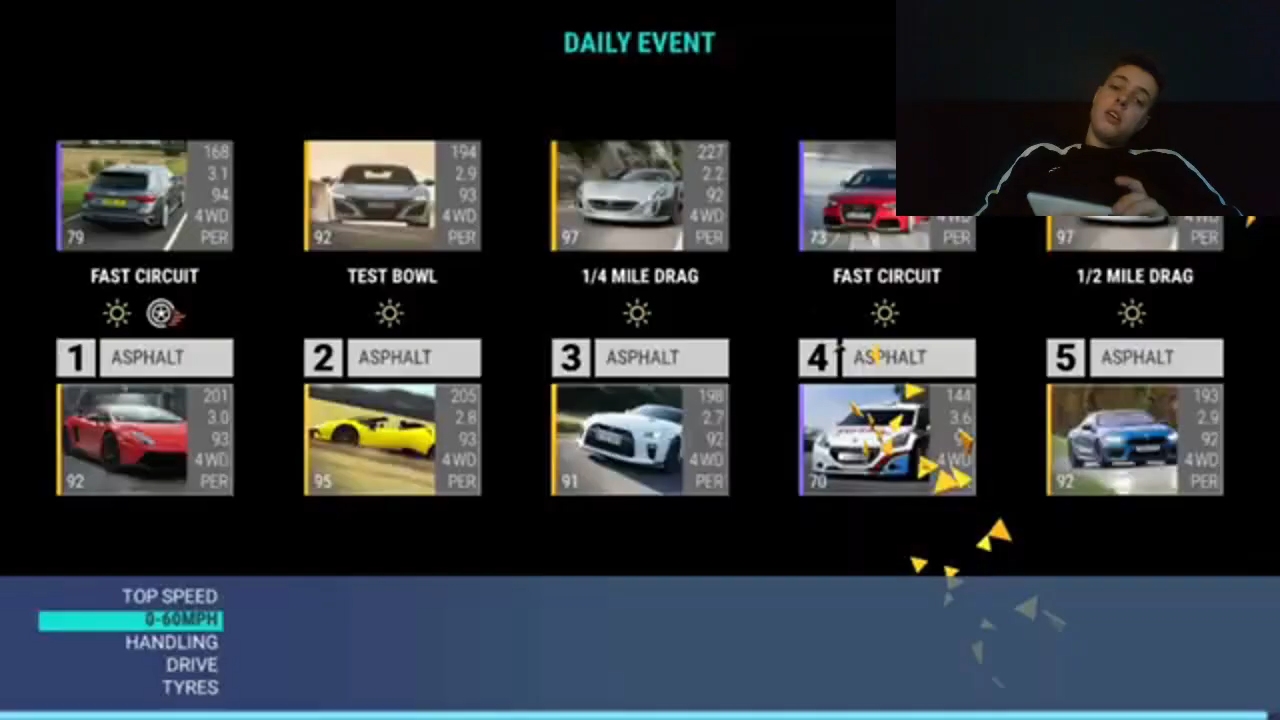 DAILY EVENT
168
3.1
94
4WD
79 PER
194
2.9
93
4WD
92 PER
227
2.2
92
4WD
97 PER
73 PER
97 PER
FAST CIRCUIT
TEST BOWL
1/4 MILE DRAG
FAST CIRCUIT
1/2 MILE DRAG
1 ASPHALT
2 ASPHALT
3 ASPHALT
4 ASPHALT
5 ASPHALT
201
3.0
93
4WD
92 PER
205
2.8
93
4WD
95 PER
198
2.7
92
4WD
91 PER
144
3.6
4WD
70
193
2.9
92
4WD
92 PER
TOP SPEED
0-60MPH
HANDLING
DRIVE
TYRES